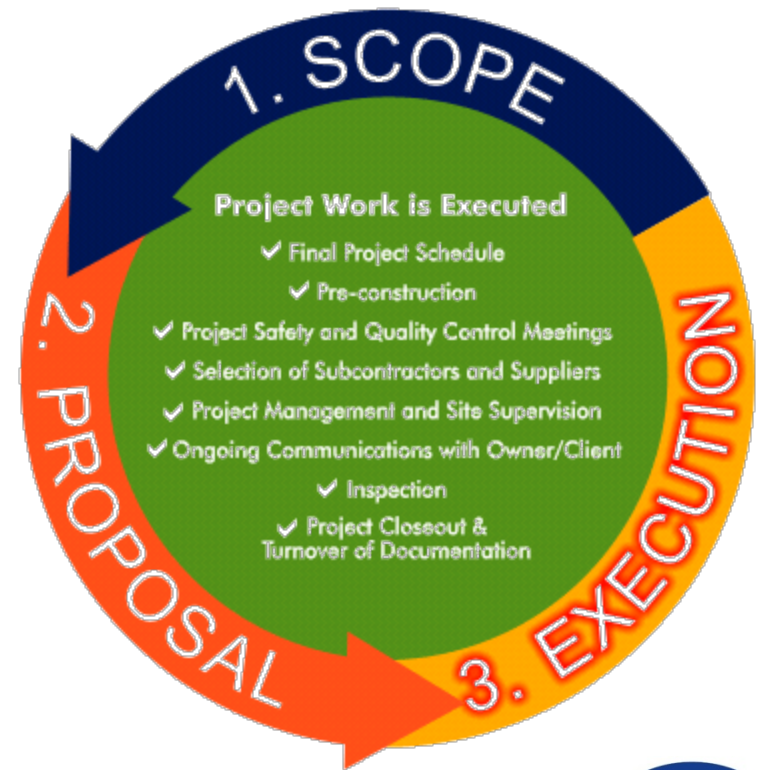 1. SCOPE
Project Work is Executed
✓ Final Project Schedule
✓ Pre-construction
✓ Project Safety and Quality Control Meetings
✓ Selection of Subcontractors and Suppliers
✓ Project Management and Site Supervision
✓ Ongoing Communications with Owner/Client
✓ Inspection
✓ Project Closeout &
Turnover of Documentation
2. PROPOSAL
3. EXECUTION